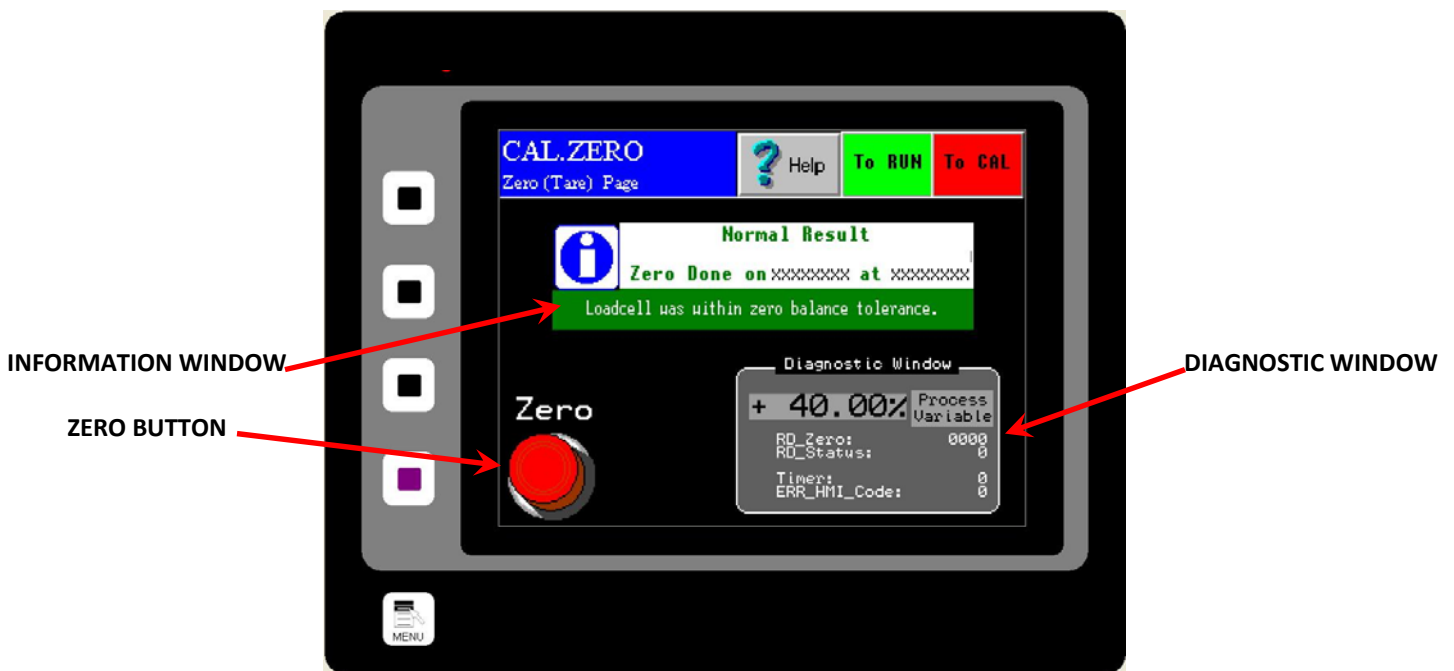 CAL.ZERO
Zero (Tare) Page
Help
To RUN
To CAL
Normal Result
Zero Done on XXXXXXXX at XXXXXXXX
Loadcell was within zero balance tolerance.
INFORMATION WINDOW
DIAGNOSTIC WINDOW
Diagnostic Window
+ 40.00% Process Variable
ZERO BUTTON
Zero
RD_Zero: 0000
RD_Status: 0
Timer: 0
ERR_HMI_Code: 0
MENU